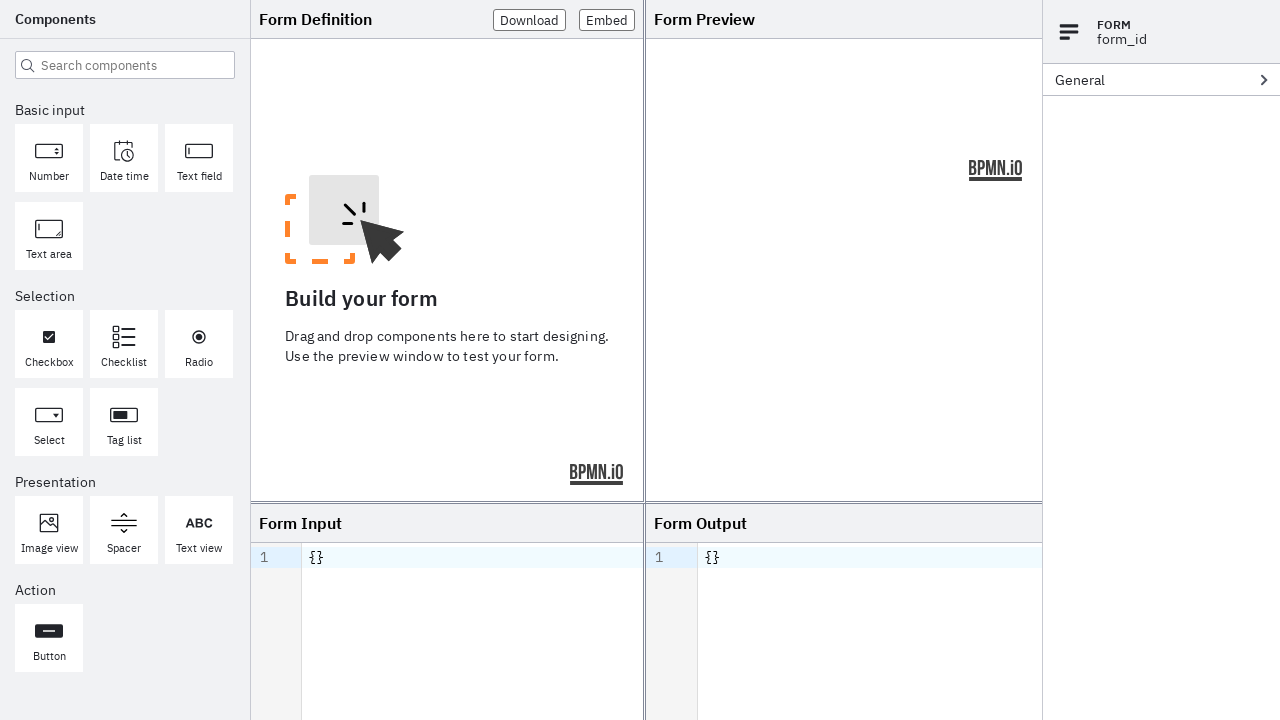 Components
Search components
Basic input
Number
Date time
Text field
Text area
Selection
Checkbox
Checklist
Radio
Select
Tag list
Presentation
Image view
Spacer
ABC
Text view
Action
Button
Form Definition
Download
Embed
Build your form
Drag and drop components here to start designing.
Use the preview window to test your form.
BPMN.iO
Form Preview
BPMN.iO
Form Input
1
{}
Form Output
1
{}
FORM
form_id
General